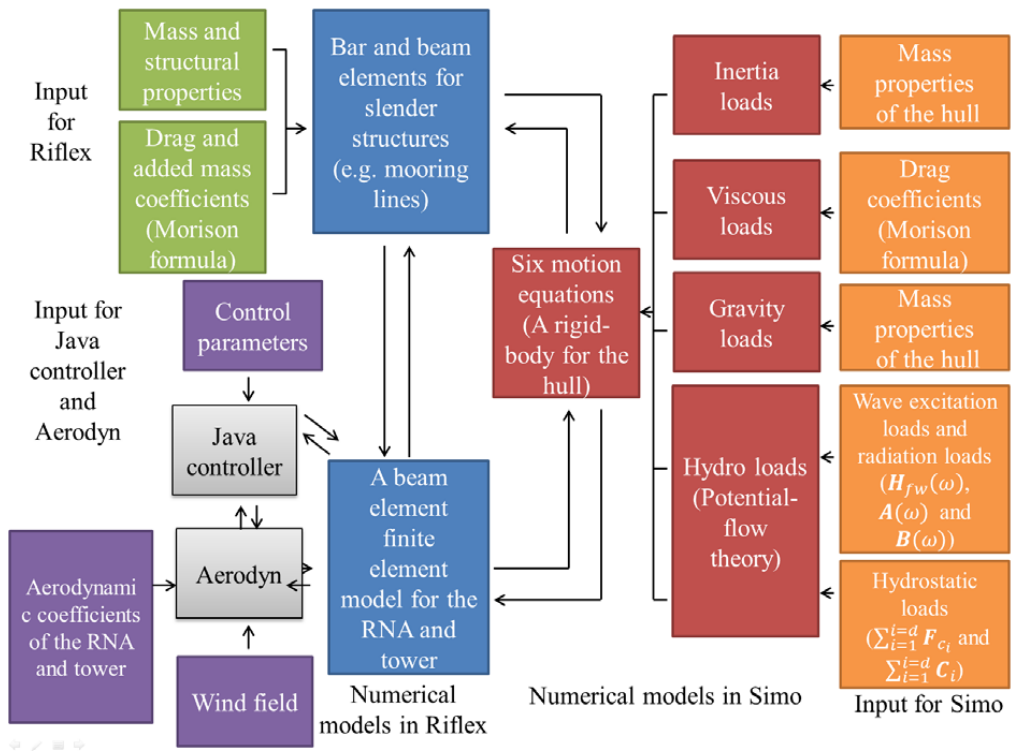 Input
for
Riflex
Mass and
structural
properties
Drag and
added mass
coefficients
(Morison
formula)
Bar and beam
elements for
slender
structures
(e.g. mooring
lines)
Input for
Java
controller
and
Aerodyn
Control
parameters
Java
controller
Aerodyn
Aerodynami
c coefficients
of the RNA
and tower
Wind field
A beam
element
finite
element
model for the
RNA and
tower
Numerical
models in Riflex
Six motion
equations
(A rigid-
body for the
hull)
Inertia
loads
Viscous
loads
Gravity
loads
Hydro loads
(Potential-
flow
theory)
Numerical models in Simo
Mass
properties
of the hull
Drag
coefficients
(Morison
formula)
Mass
properties
of the hull
Wave excitation
loads and
radiation loads
(𝑯_{fw}(ω),
𝑨(ω) and
𝑩(ω))
Hydrostatic
loads
(∑_{i=1}^{i=d} 𝑭_{c_i} and
∑_{i=1}^{i=d} 𝑪_i)
Input for Simo